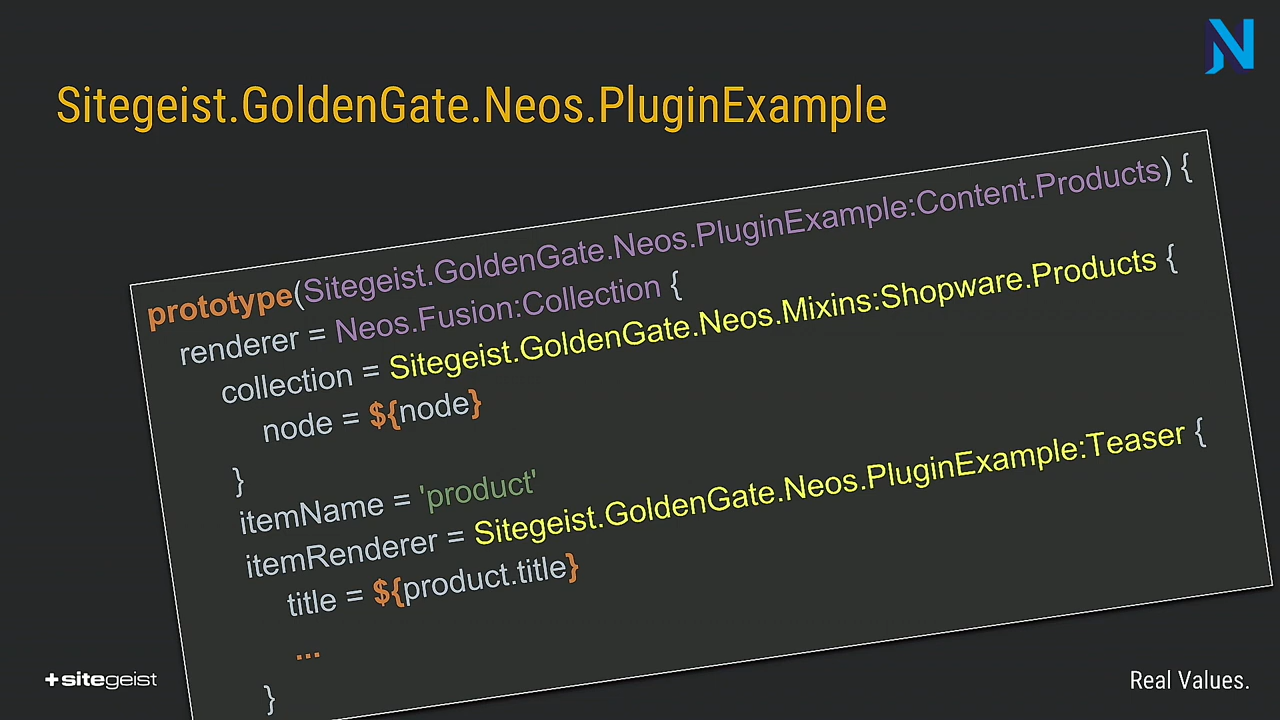 N
Sitegeist.GoldenGate.Neos.PluginExample
prototype(Sitegeist.GoldenGate.Neos.PluginExample:Content.Products) {
renderer = Neos.Fusion:Collection {
collection = Sitegeist.GoldenGate.Neos.Mixins:Shopware.Products {
node = ${node}
}
itemName = 'product'
itemRenderer = Sitegeist.GoldenGate.Neos.PluginExample:Teaser {
title = ${product.title}
...
}
+sitegeist
Real Values.